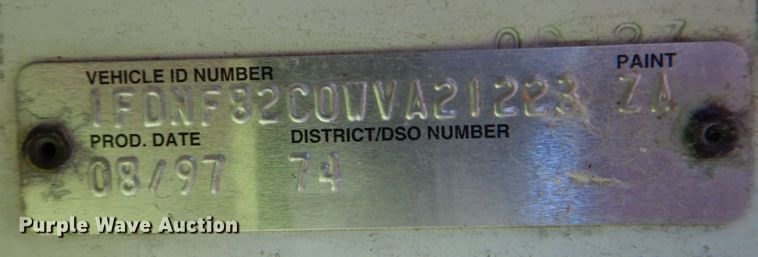 VEHICLE ID NUMBER PAINT
1FDNF82C0WVA21223 ZA
PROD. DATE DISTRICT/DSO NUMBER
08/97 74
Purple Wave Auction